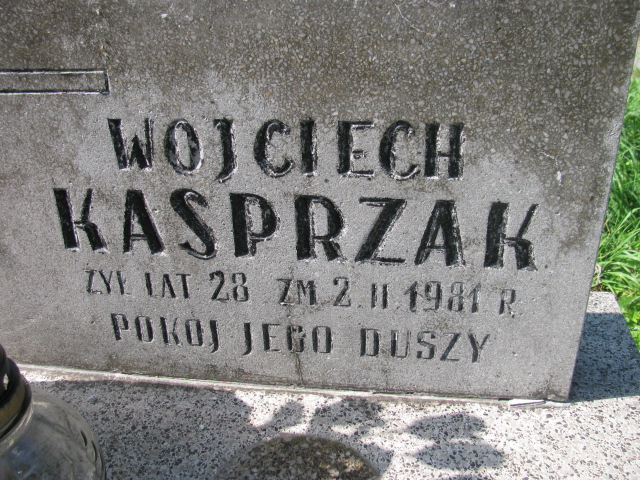 WOJCIECH
KASPRZAK
ŻYŁ LAT 28 ZM. 2. II. 1981 R.
POKÓJ JEGO DUSZY